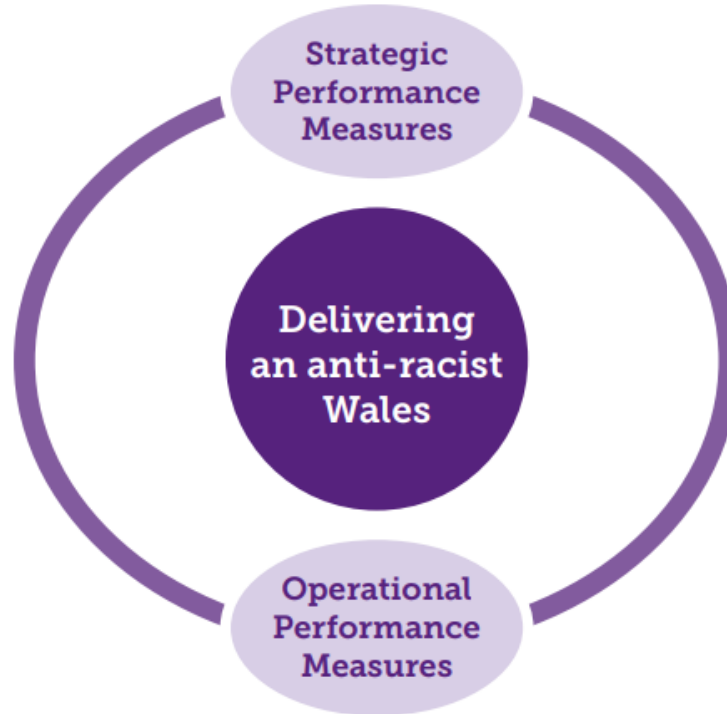 Strategic
Performance
Measures
Delivering
an anti-racist
Wales
Operational
Performance
Measures